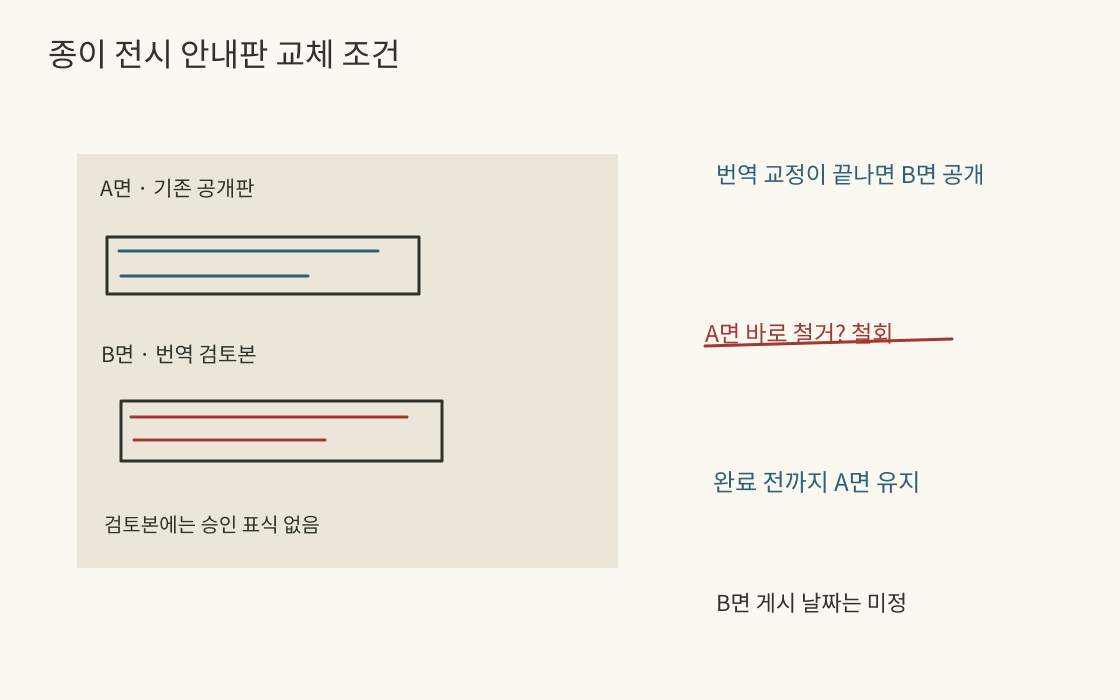 종이 전시 안내판 교체 조건
A면 · 기존 공개판
B면 · 번역 검토본
검토본에는 승인 표식 없음
번역 교정이 끝나면 B면 공개
A면 바로 철거? 철회
완료 전까지 A면 유지
B면 게시 날짜는 미정